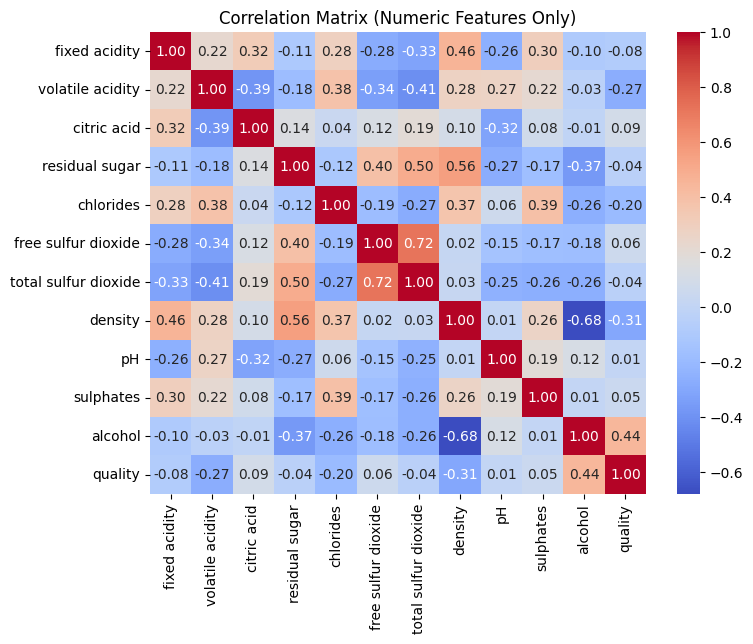 Correlation Matrix (Numeric Features Only)
fixed acidity 1.00 0.22 0.32 -0.11 0.28 -0.28 -0.33 0.46 -0.26 0.30 -0.10 -0.08
volatile acidity 0.22 1.00 -0.39 -0.18 0.38 -0.34 -0.41 0.28 0.27 0.22 -0.03 -0.27
citric acid 0.32 -0.39 1.00 0.14 0.04 0.12 0.19 0.10 -0.32 0.08 -0.01 0.09
residual sugar -0.11 -0.18 0.14 1.00 -0.12 0.40 0.50 0.56 -0.27 -0.17 -0.37 -0.04
chlorides 0.28 0.38 0.04 -0.12 1.00 -0.19 -0.27 0.37 0.06 0.39 -0.26 -0.20
free sulfur dioxide -0.28 -0.34 0.12 0.40 -0.19 1.00 0.72 0.02 -0.15 -0.17 -0.18 0.06
total sulfur dioxide -0.33 -0.41 0.19 0.50 -0.27 0.72 1.00 0.03 -0.25 -0.26 -0.26 -0.04
density 0.46 0.28 0.10 0.56 0.37 0.02 0.03 1.00 0.01 0.26 -0.68 -0.31
pH -0.26 0.27 -0.32 -0.27 0.06 -0.15 -0.25 0.01 1.00 0.19 0.12 0.01
sulphates 0.30 0.22 0.08 -0.17 0.39 -0.17 -0.26 0.26 0.19 1.00 0.01 0.05
alcohol -0.10 -0.03 -0.01 -0.37 -0.26 -0.18 -0.26 -0.68 0.12 0.01 1.00 0.44
quality -0.08 -0.27 0.09 -0.04 -0.20 0.06 -0.04 -0.31 0.01 0.05 0.44 1.00
fixed acidity
volatile acidity
citric acid
residual sugar
chlorides
free sulfur dioxide
total sulfur dioxide
density
pH
sulphates
alcohol
quality
1.0
0.8
0.6
0.4
0.2
0.0
-0.2
-0.4
-0.6